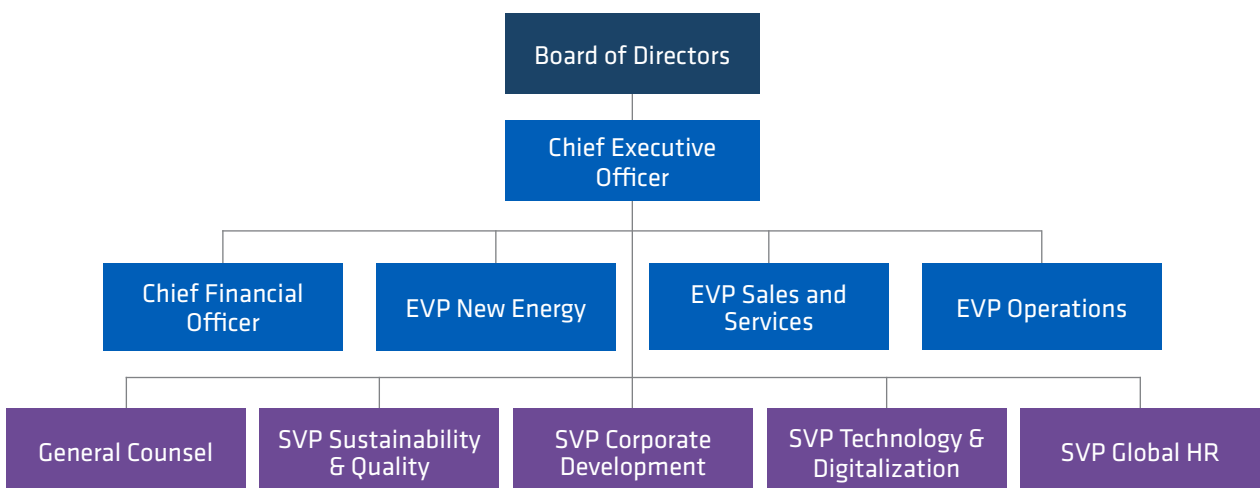 Board of Directors
Chief Executive
Officer
Chief Financial
Officer
EVP New Energy
EVP Sales and
Services
EVP Operations
General Counsel
SVP Sustainability
& Quality
SVP Corporate
Development
SVP Technology &
Digitalization
SVP Global HR